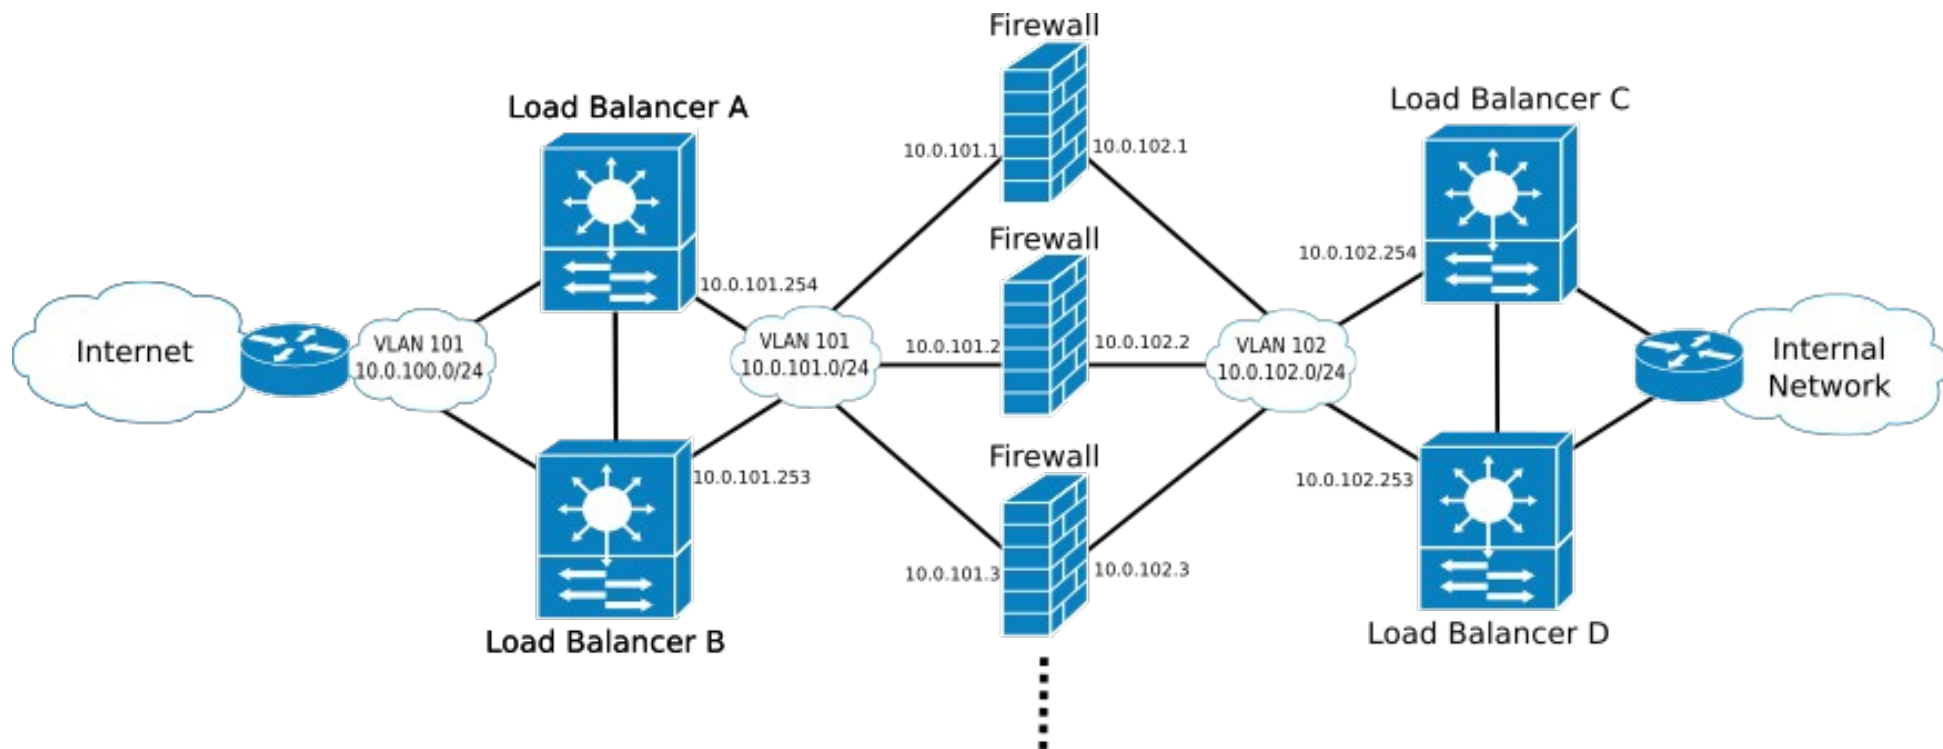 Firewall
Load Balancer A
Load Balancer C
10.0.101.1
10.0.102.1
Firewall
10.0.101.254
10.0.102.254
Internet
VLAN 101
10.0.100.0/24
VLAN 101
10.0.101.0/24
10.0.101.2
10.0.102.2
VLAN 102
10.0.102.0/24
Internal
Network
Firewall
10.0.101.253
10.0.102.253
10.0.101.3
10.0.102.3
Load Balancer B
Load Balancer D